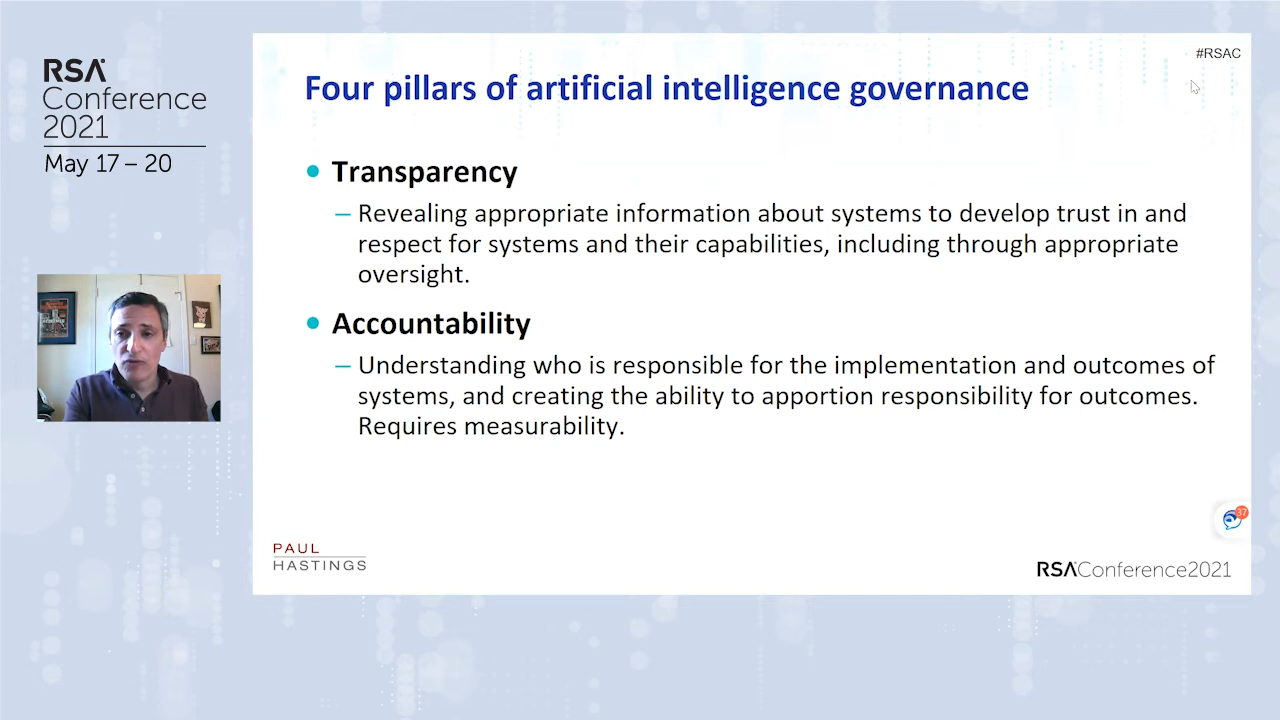 RSA
Conference
2021
May 17 – 20
#RSAC
Four pillars of artificial intelligence governance
• Transparency
– Revealing appropriate information about systems to develop trust in and
respect for systems and their capabilities, including through appropriate
oversight.
• Accountability
– Understanding who is responsible for the implementation and outcomes of
systems, and creating the ability to apportion responsibility for outcomes.
Requires measurability.
37
PAUL
HASTINGS
RSAConference2021